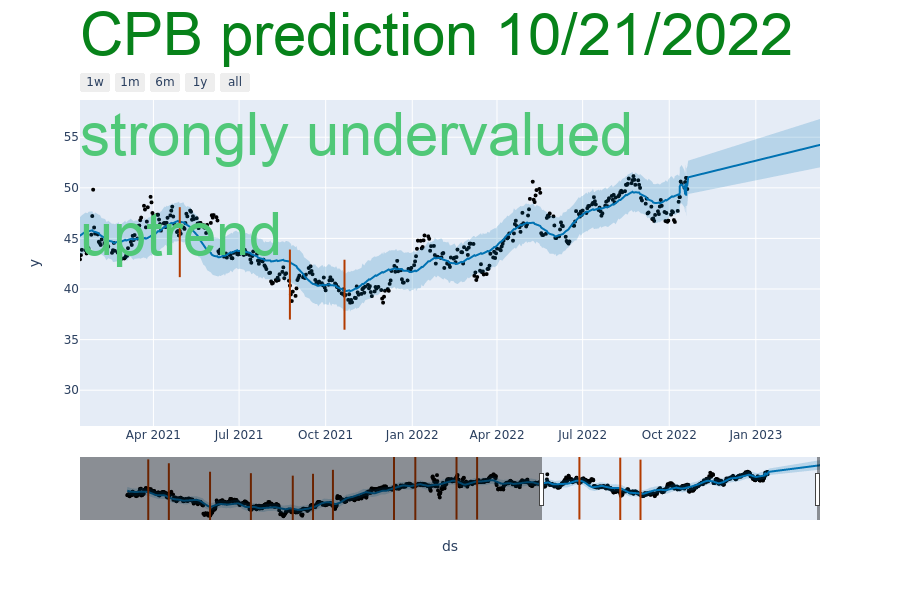 CPB prediction 10/21/2022
1w 1m 6m 1y all
strongly undervalued
55
50
uptrend
45
y
40
35
30
Apr 2021 Jul 2021 Oct 2021 Jan 2022 Apr 2022 Jul 2022 Oct 2022 Jan 2023
ds